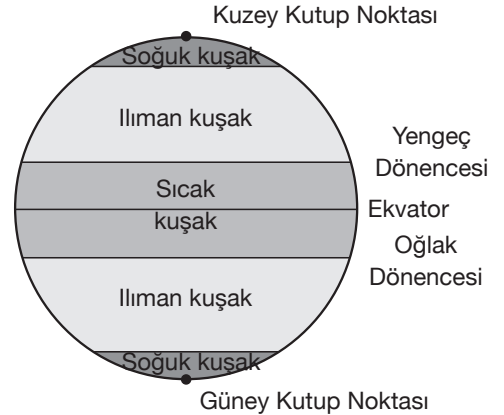 Kuzey Kutup Noktası
Soğuk kuşak
Ilıman kuşak
Yengeç
Dönencesi
Sıcak
kuşak
Ekvator
Oğlak
Dönencesi
Ilıman kuşak
Soğuk kuşak
Güney Kutup Noktası